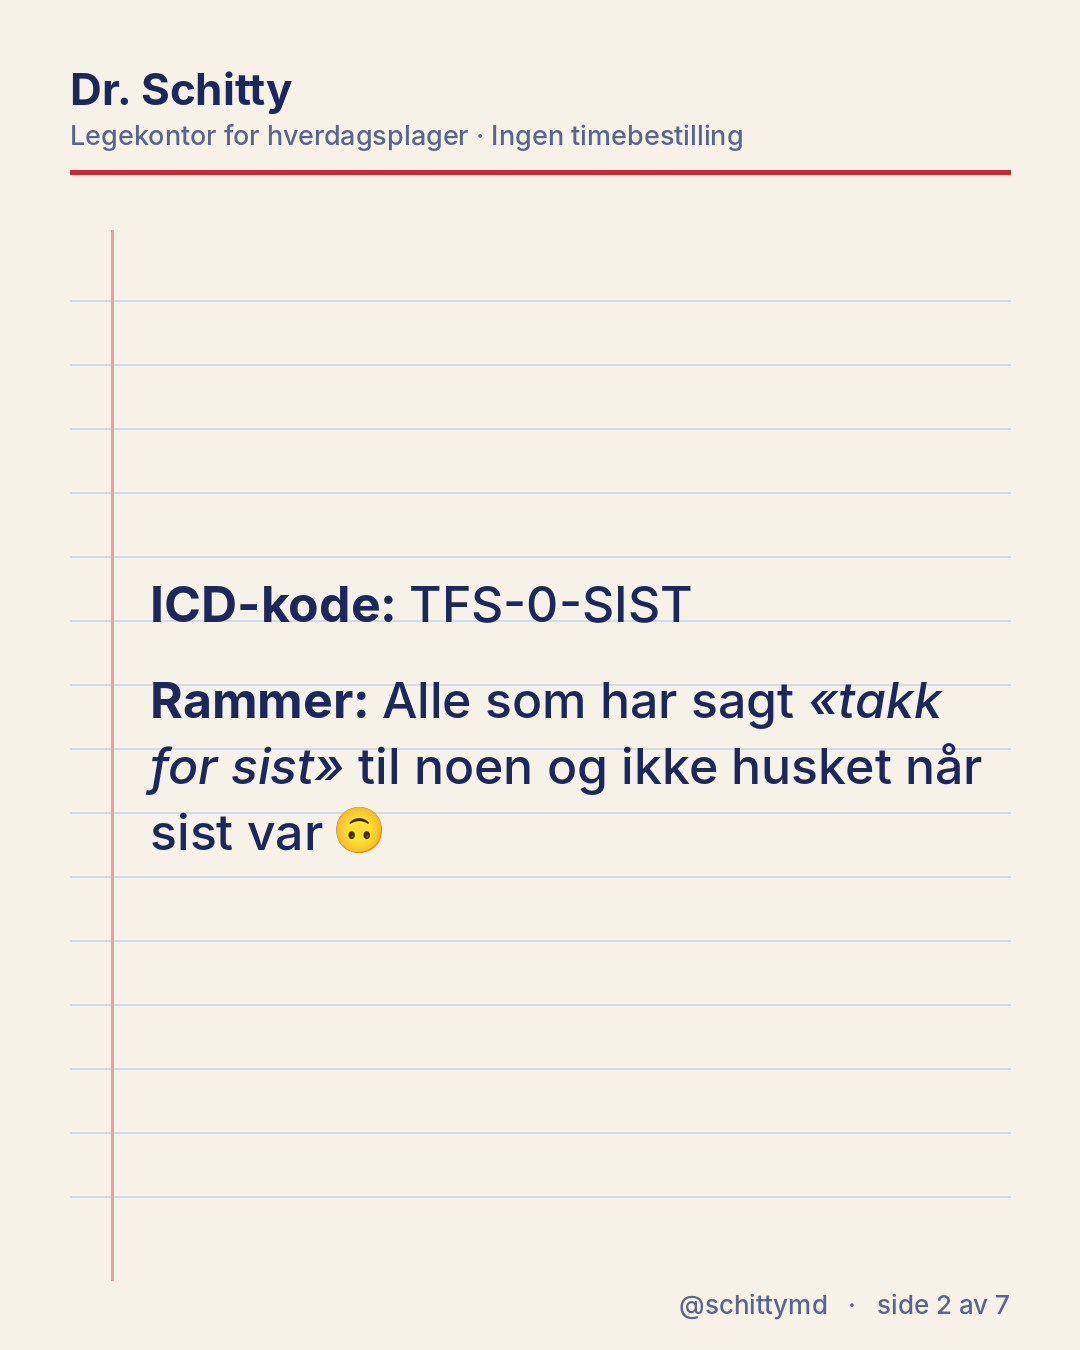 Dr. Schitty
Legekontor for hverdagsplager · Ingen timebestilling
ICD-kode: TFS-0-SIST
Rammer: Alle som har sagt «takk
for sist» til noen og ikke husket når
sist var 🙃
@schittymd · side 2 av 7